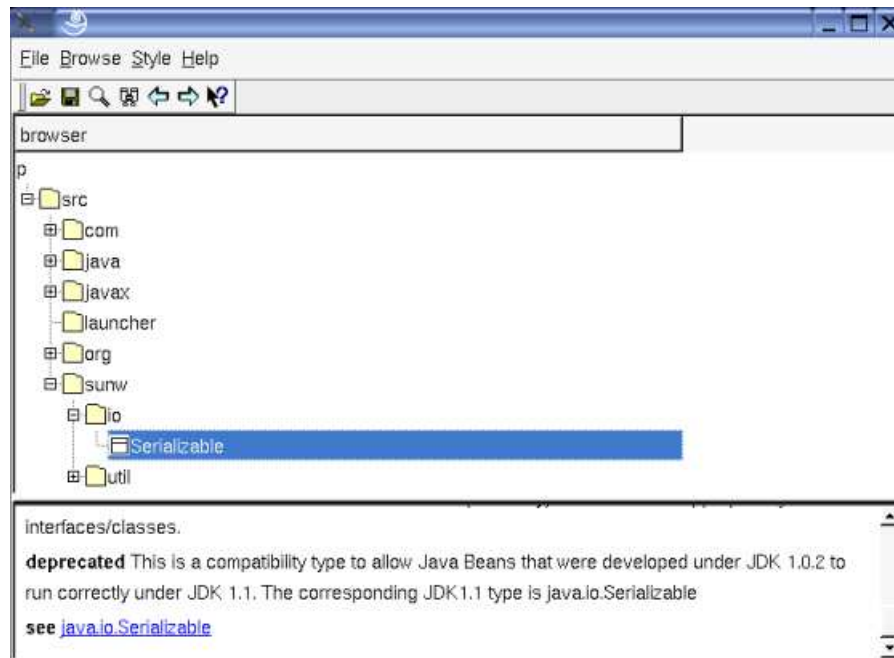 File Browse Style Help
browser
p
src
com
java
javax
launcher
org
sunw
io
Serializable
util
interfaces/classes.
deprecated This is a compatibility type to allow Java Beans that were developed under JDK 1.0.2 to
run correctly under JDK 1.1. The corresponding JDK1.1 type is java.io.Serializable
see java.io.Serializable